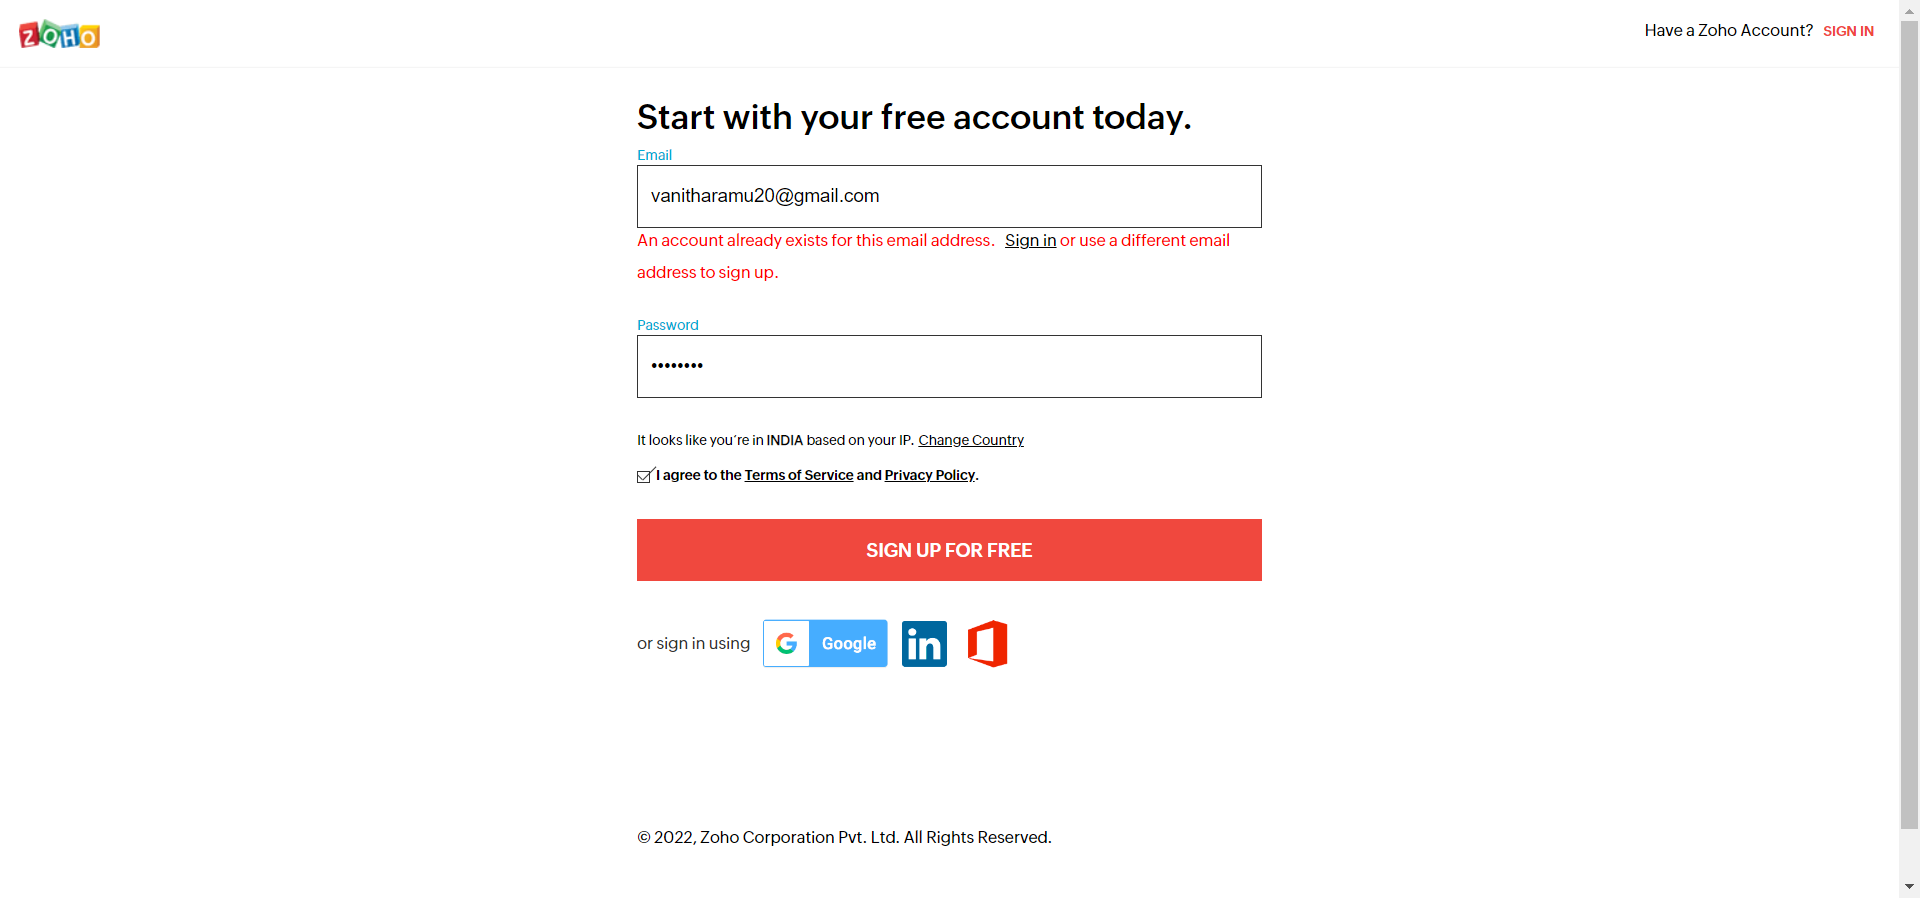 ZOHO
Have a Zoho Account? SIGN IN
Start with your free account today.
Email
vanitharamu20@gmail.com
An account already exists for this email address. Sign in or use a different email
address to sign up.
Password
••••••••
It looks like you're in INDIA based on your IP. Change Country
I agree to the Terms of Service and Privacy Policy.
SIGN UP FOR FREE
or sign in using G Google in
© 2022, Zoho Corporation Pvt. Ltd. All Rights Reserved.